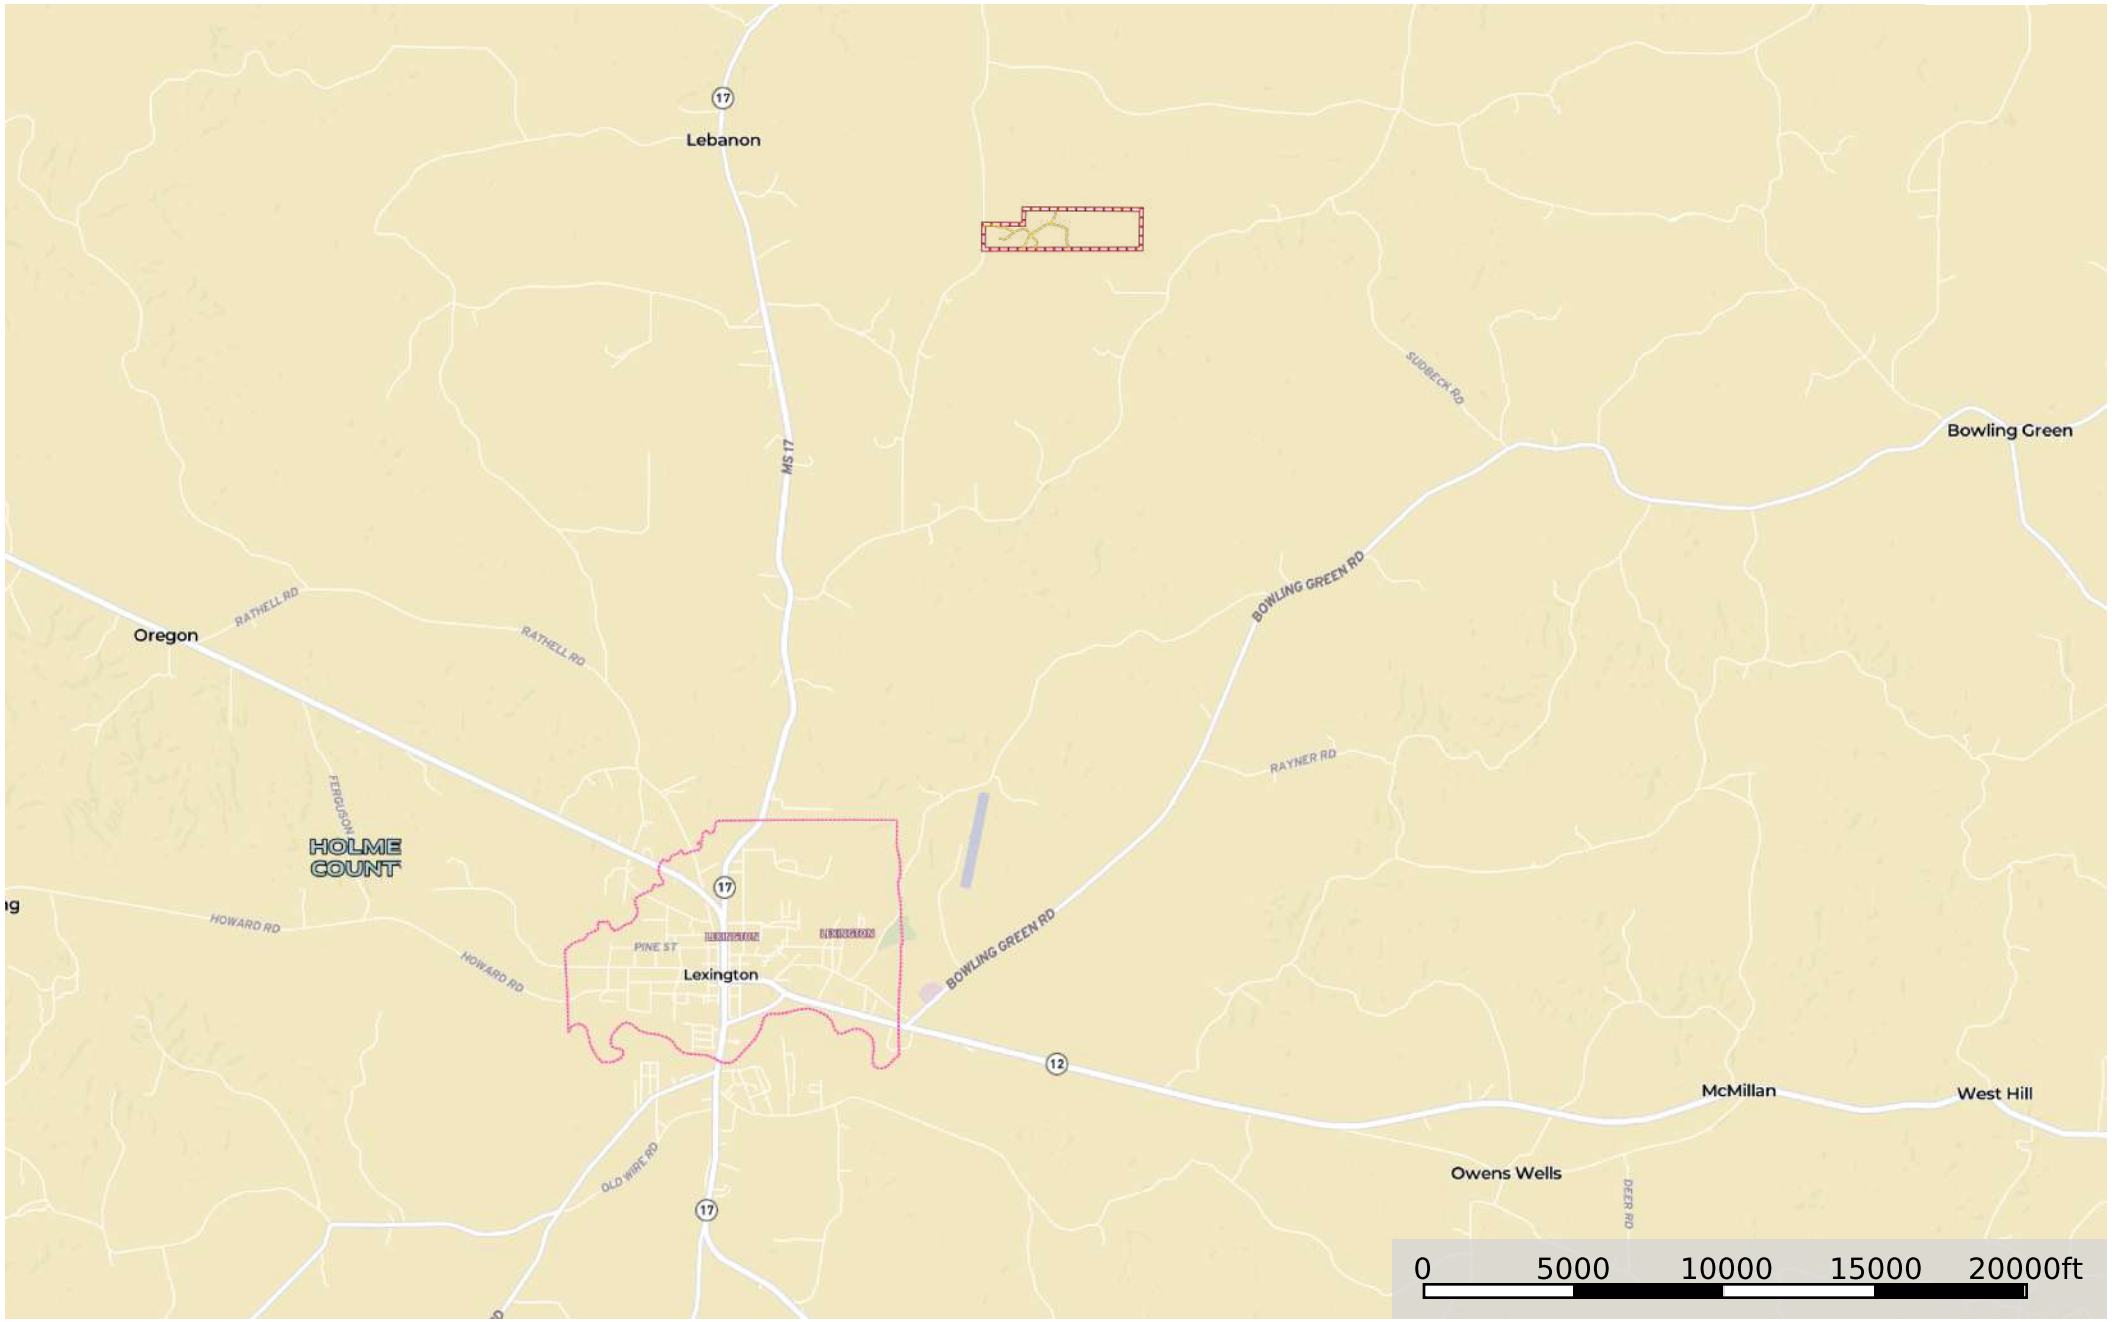 17
Lebanon
SUDBECK RD
Bowling Green
MS 17
BOWLING GREEN RD
RATHELL RD
Oregon
RATHELL RD
RAYNER RD
FERGUSON
HOLME
COUNT
17
ng
HOWARD RD
LEXINGTON
LEXINGTON
PINE ST
BOWLING GREEN RD
HOWARD RD
Lexington
12
McMillan
West Hill
OLD WIRE RD
Owens Wells
DEER RD
17
0 5000 10000 15000 20000ft